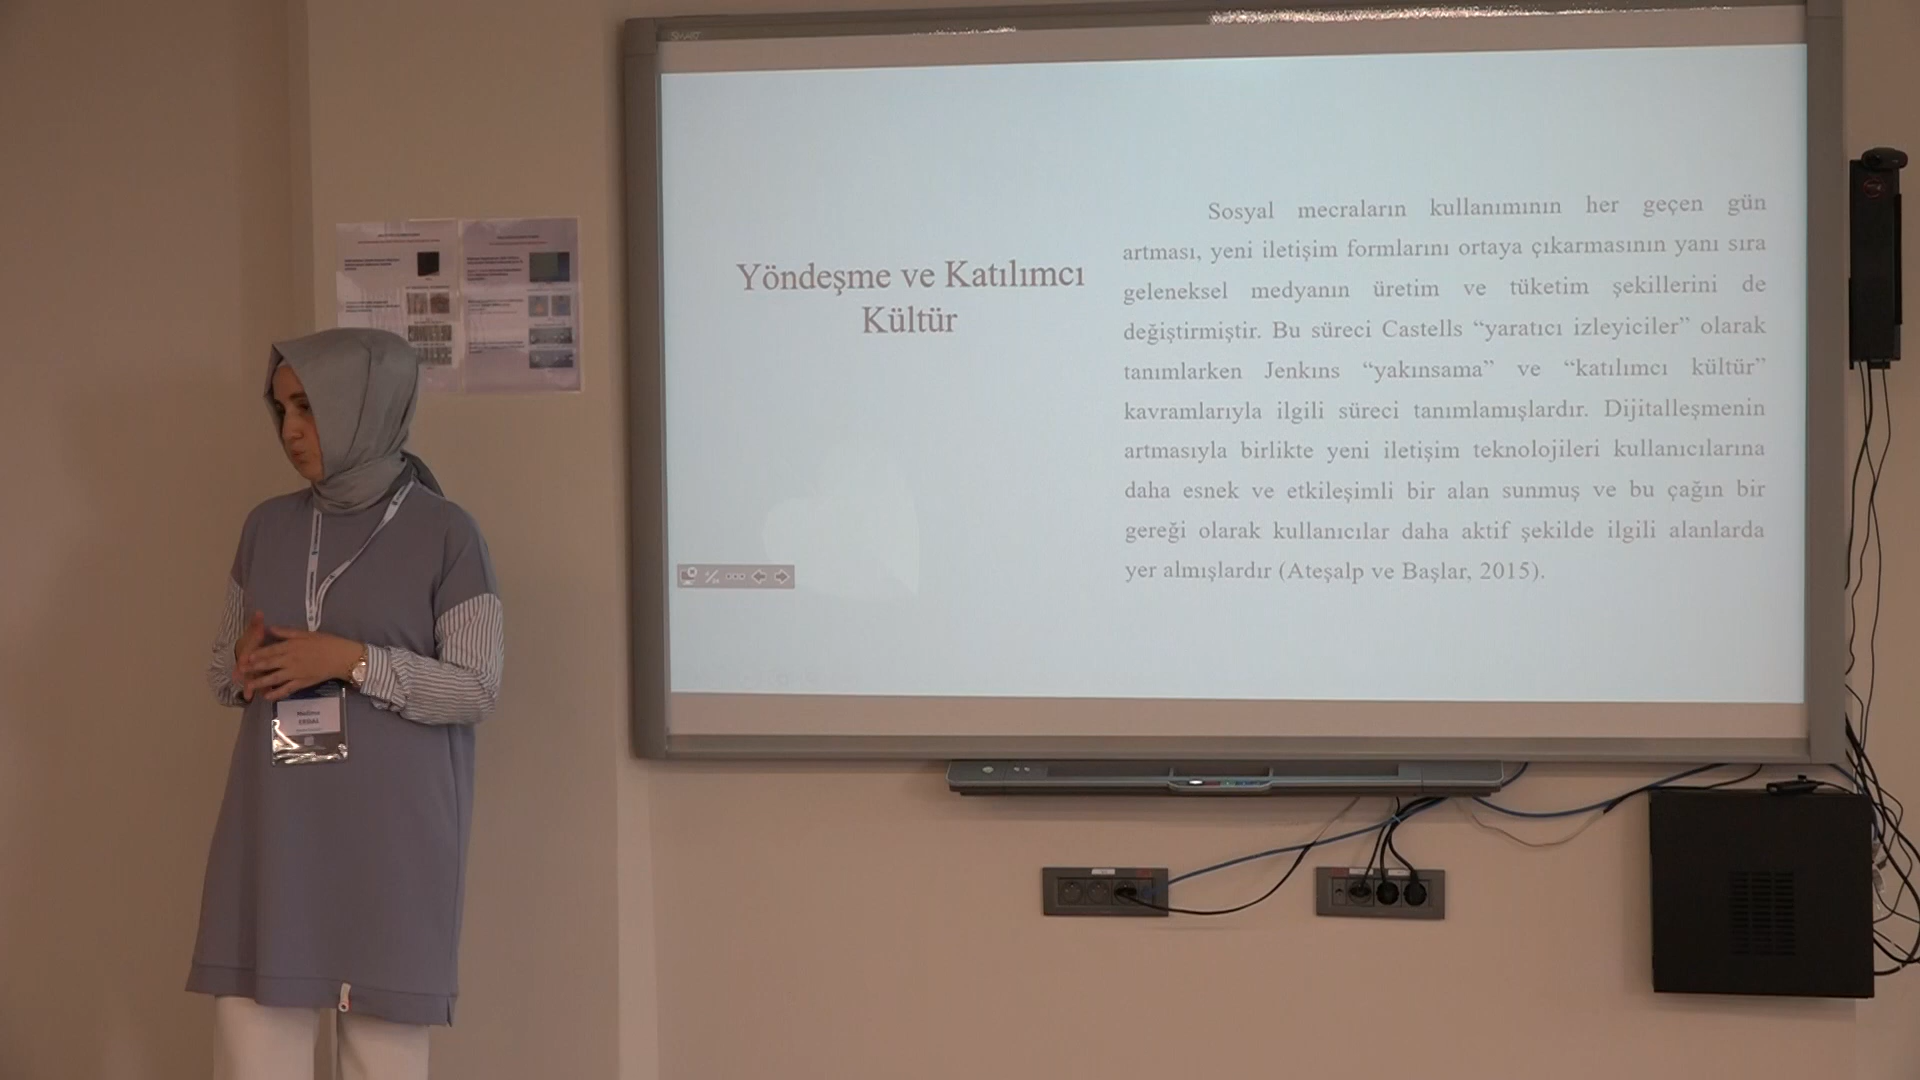 SMART
Yöndeşme ve Katılımcı
Kültür
Sosyal mecraların kullanımının her geçen gün
artması, yeni iletişim formlarını ortaya çıkarmasının yanı sıra
geleneksel medyanın üretim ve tüketim şekillerini de
değiştirmiştir. Bu süreci Castells “yaratıcı izleyiciler” olarak
tanımlarken Jenkıns “yakınsama” ve “katılımcı kültür”
kavramlarıyla ilgili süreci tanımlamışlardır. Dijitalleşmenin
artmasıyla birlikte yeni iletişim teknolojileri kullanıcılarına
daha esnek ve etkileşimli bir alan sunmuş ve bu çağın bir
gereği olarak kullanıcılar daha aktif şekilde ilgili alanlarda
yer almışlardır (Ateşalp ve Başlar, 2015).
ERDAL